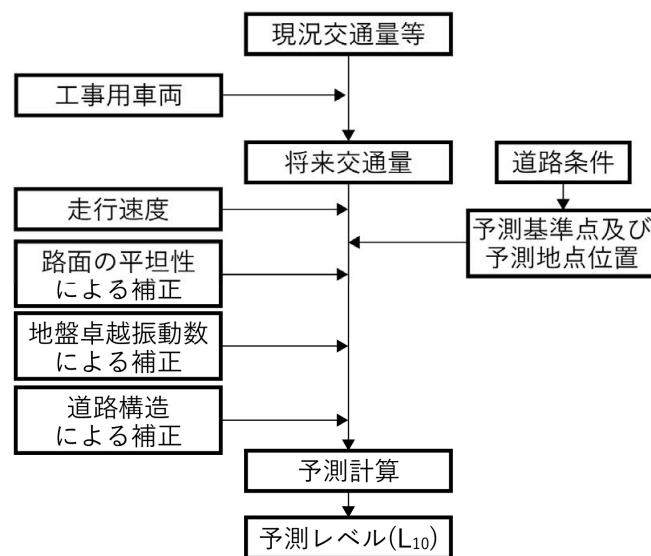 現況交通量等
工事用車両
将来交通量
道路条件
走行速度
予測基準点及び
予測地点位置
路面の平坦性
による補正
地盤卓越振動数
による補正
道路構造
による補正
予測計算
予測レベル(L₁₀)